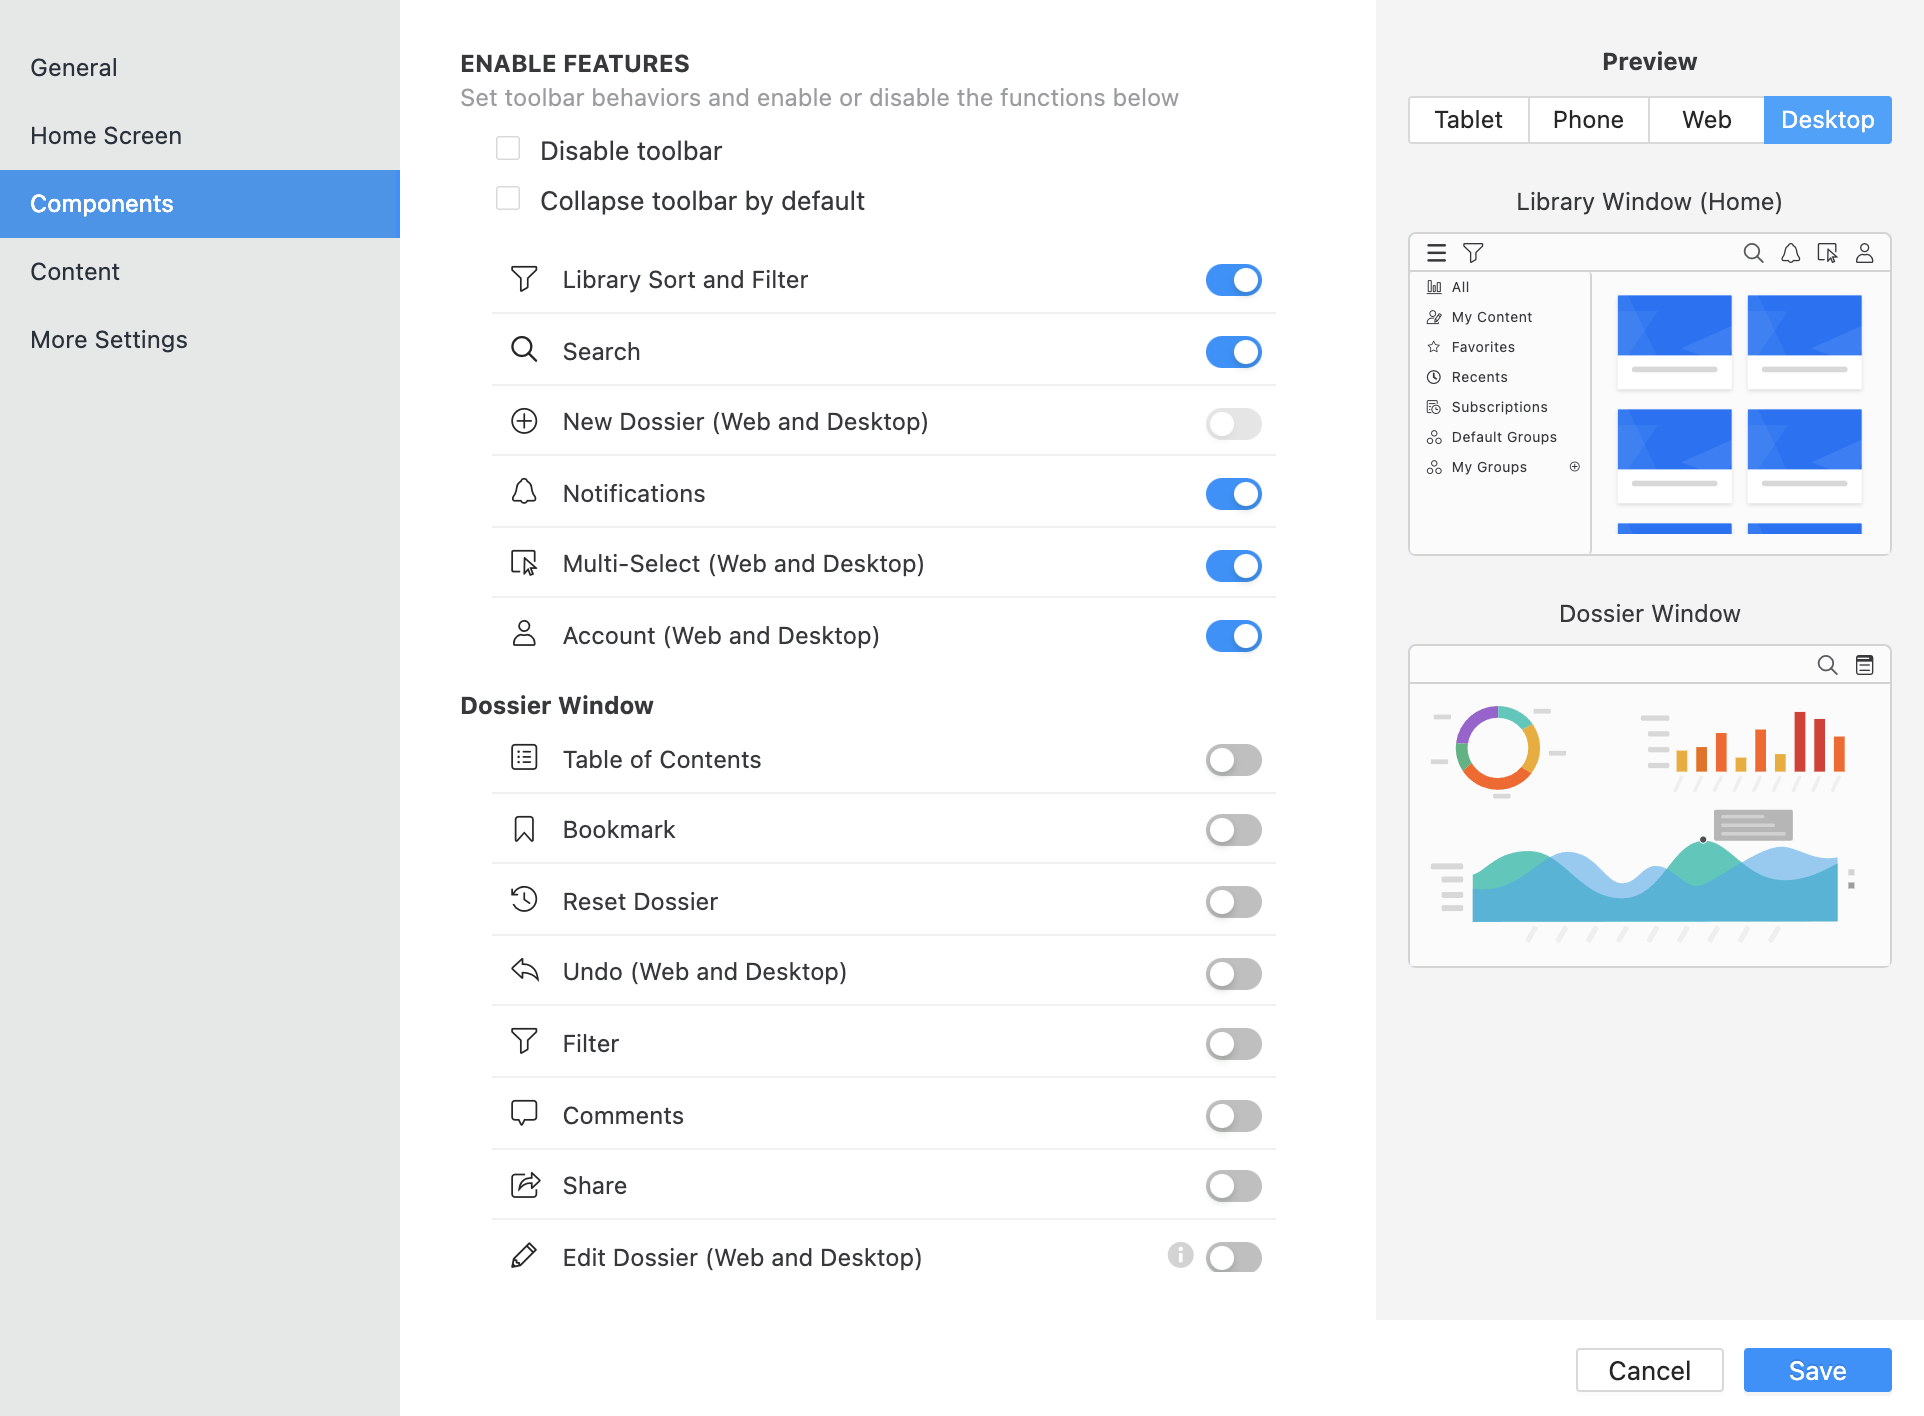 General
Home Screen
Components
Content
More Settings
ENABLE FEATURES
Set toolbar behaviors and enable or disable the functions below
Disable toolbar
Collapse toolbar by default
Library Sort and Filter
Search
New Dossier (Web and Desktop)
Notifications
Multi-Select (Web and Desktop)
Account (Web and Desktop)
Dossier Window
Table of Contents
Bookmark
Reset Dossier
Undo (Web and Desktop)
Filter
Comments
Share
Edit Dossier (Web and Desktop)
Preview
Tablet Phone Web Desktop
Library Window (Home)
All
My Content
Favorites
Recents
Subscriptions
Default Groups
My Groups
Dossier Window
Cancel Save